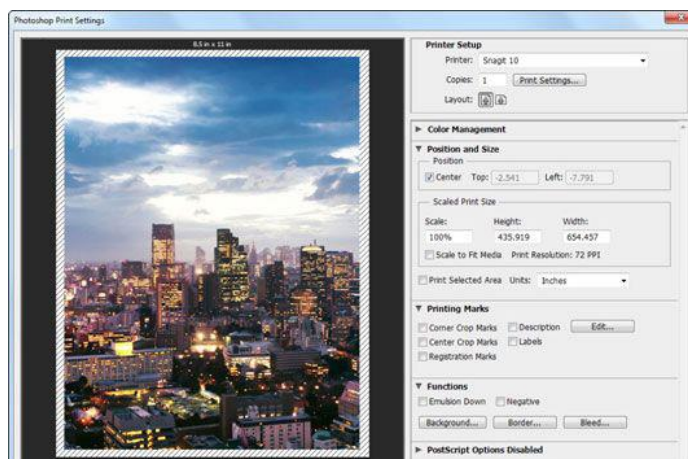 Photoshop Print Settings
8.5 in x 11 in
Printer Setup
Printer: Snagit 10
Copies: 1 Print Settings...
Layout:
Color Management
Position and Size
Position
Center Top: -2.541 Left: -7.791
Scaled Print Size
Scale: Height: Width:
100% 435.919 654.457
Scale to Fit Media Print Resolution: 72 PPI
Print Selected Area Units: Inches
Printing Marks
Corner Crop Marks Description Edit...
Center Crop Marks Labels
Registration Marks
Functions
Emulsion Down Negative
Background... Border... Bleed...
PostScript Options Disabled